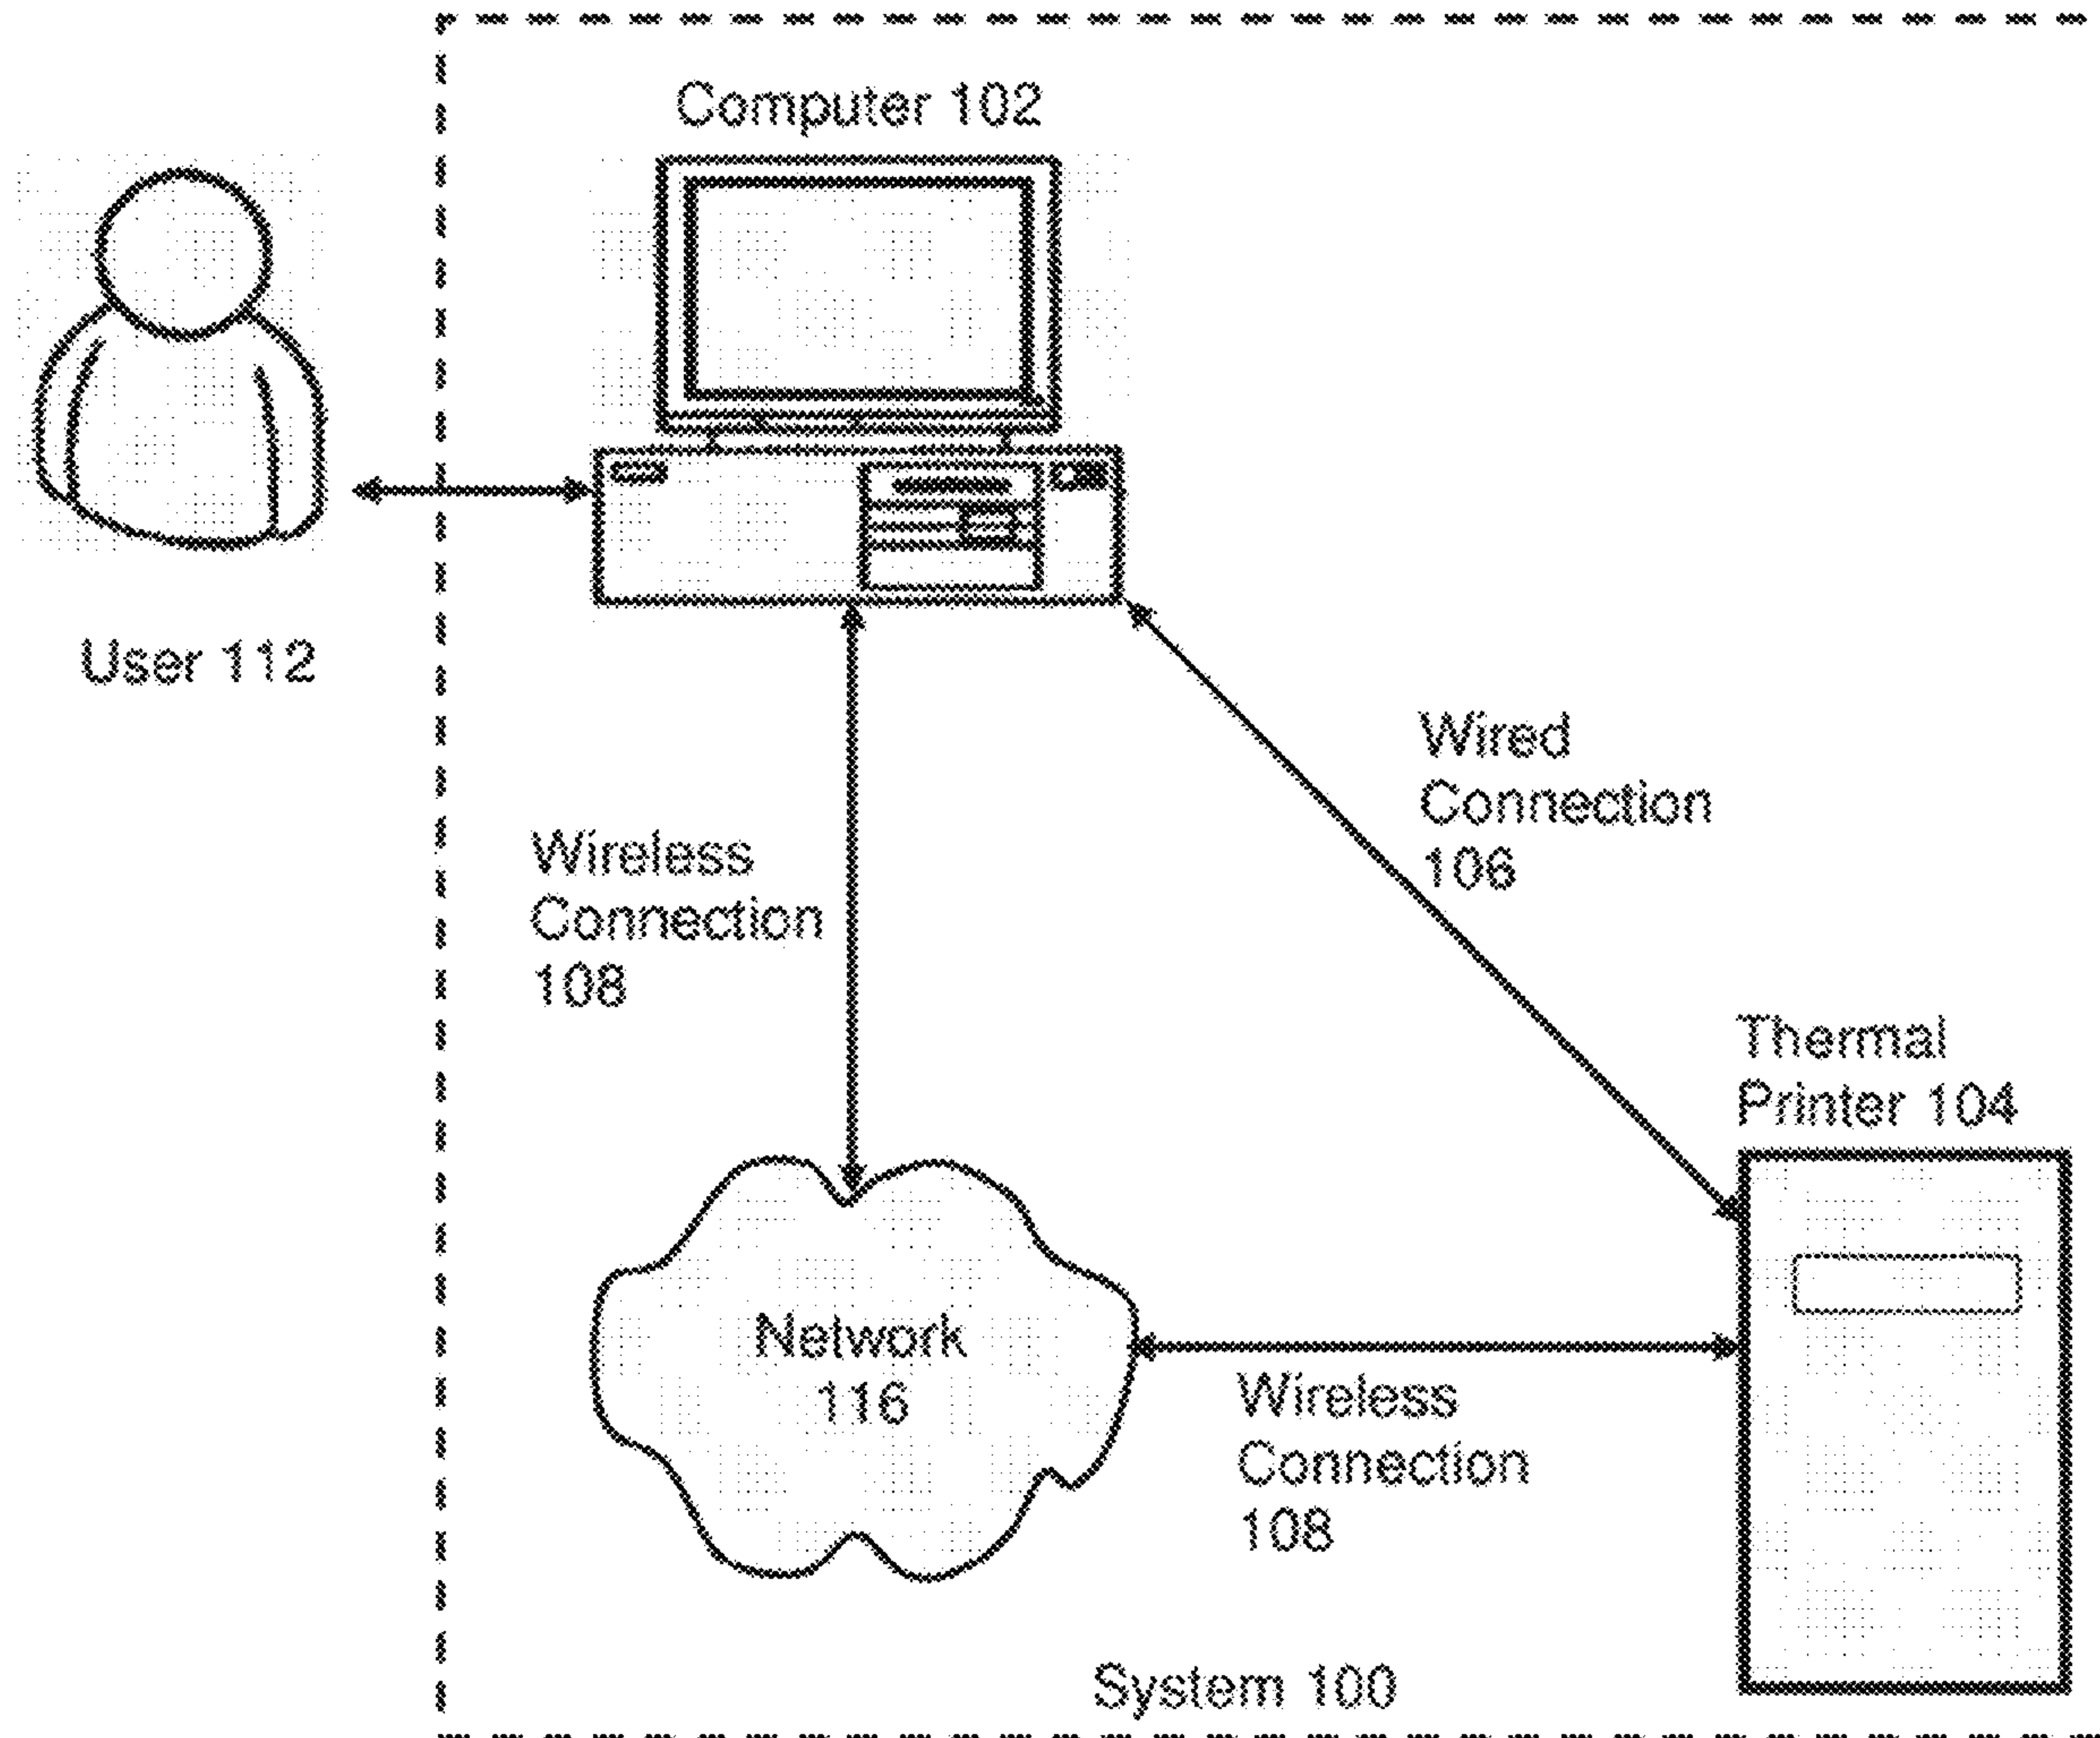 Computer 102
User 112
Wired
Connection
106
Wireless
Connection
108
Thermal
Printer 104
Network
116
Wireless
Connection
108
System 100